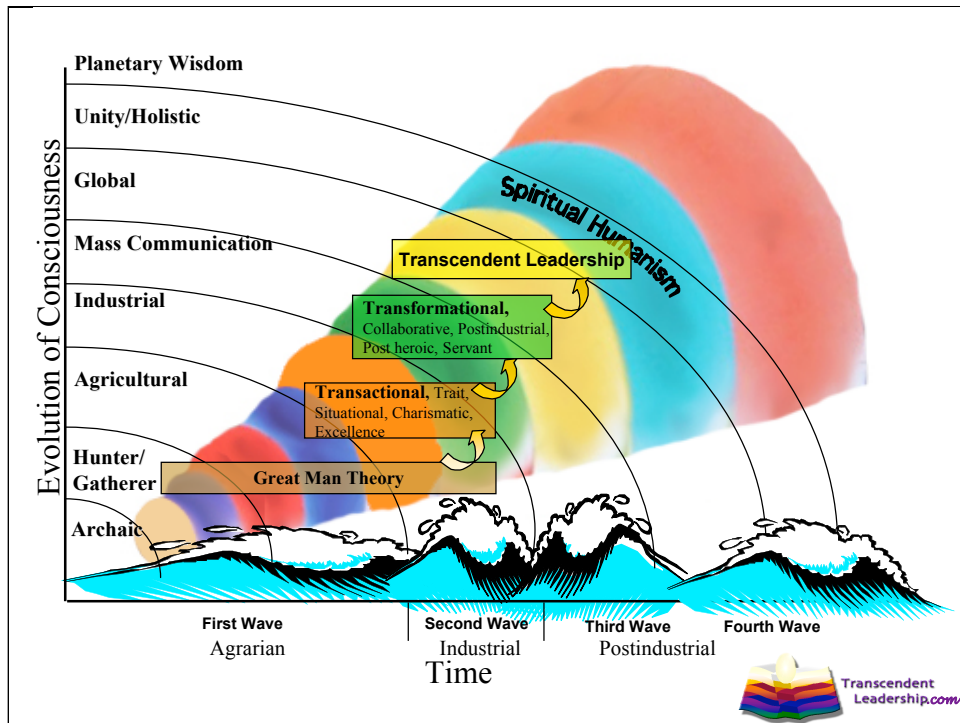 Planetary Wisdom
Unity/Holistic
Global
Mass Communication
Industrial
Agricultural
Hunter/
Gatherer
Archaic
Evolution of Consciousness
Spiritual Humanism
Transcendent Leadership
Transformational,
Collaborative, Postindustrial,
Post heroic, Servant
Transactional, Trait,
Situational, Charismatic,
Excellence
Great Man Theory
First Wave
Agrarian
Second Wave
Industrial
Third Wave
Postindustrial
Fourth Wave
Time
Transcendent
Leadership.com